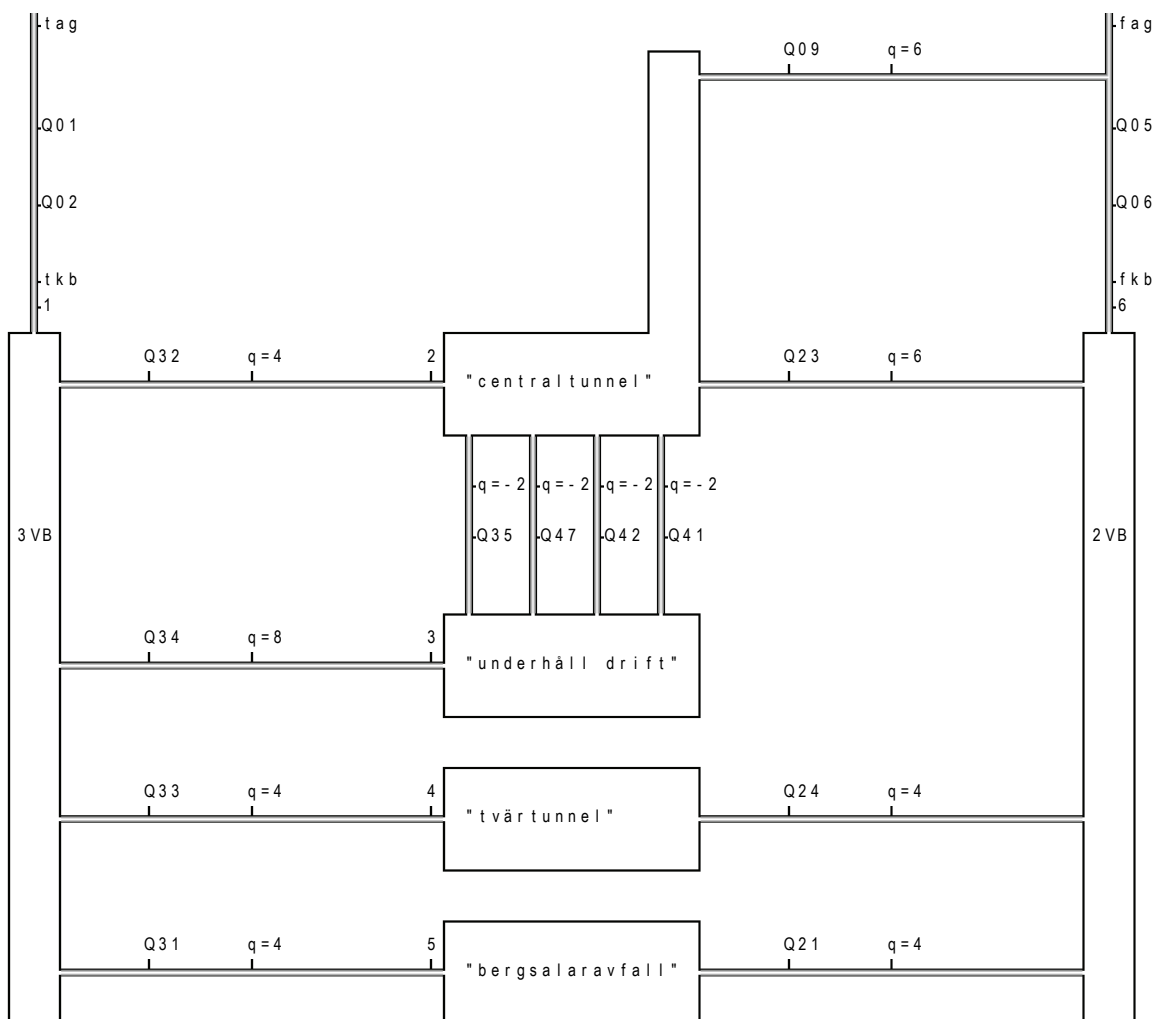 tag fag
Q09 q=6
Q01 Q05
Q02 Q06
tkb fkb
1 6
Q32 q=4 2 Q23 q=6
"centraltunnel"
q=-2 q=-2 q=-2 q=-2
3VB Q35 Q47 Q42 Q41 2VB
Q34 q=8 3
"underhåll drift"
Q33 q=4 4 Q24 q=4
"tvärtunnel"
Q31 q=4 5 Q21 q=4
"bergsalaravfall"